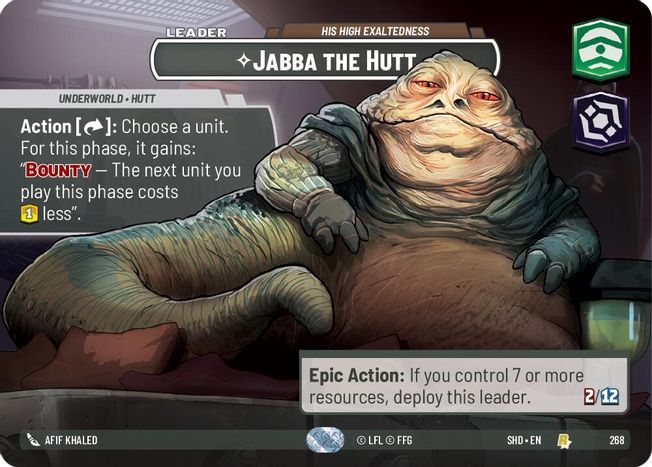 LEADER
HIS HIGH EXALTEDNESS
JABBA THE HUTT
UNDERWORLD • HUTT
Action [ ]: Choose a unit.
For this phase, it gains:
“BOUNTY — The next unit you
play this phase costs
1 less”.
Epic Action: If you control 7 or more
resources, deploy this leader.
2/12
AFIF KHALED
© LFL © FFG
SHD • EN
R
268